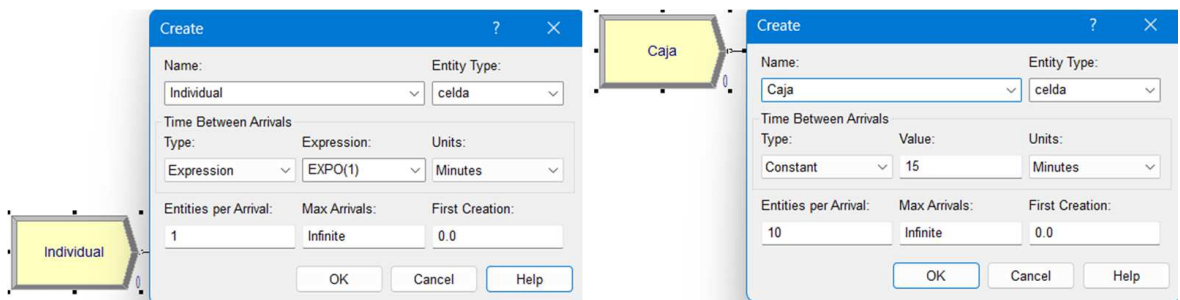 Create ? ×
Name: Entity Type:
Individual celda
Time Between Arrivals
Type: Expression: Units:
Expression EXPO(1) Minutes
Entities per Arrival: Max Arrivals: First Creation:
1 Infinite 0.0
OK Cancel Help
Individual
0
Caja
0
Create ? ×
Name: Entity Type:
Caja celda
Time Between Arrivals
Type: Value: Units:
Constant 15 Minutes
Entities per Arrival: Max Arrivals: First Creation:
10 Infinite 0.0
OK Cancel Help